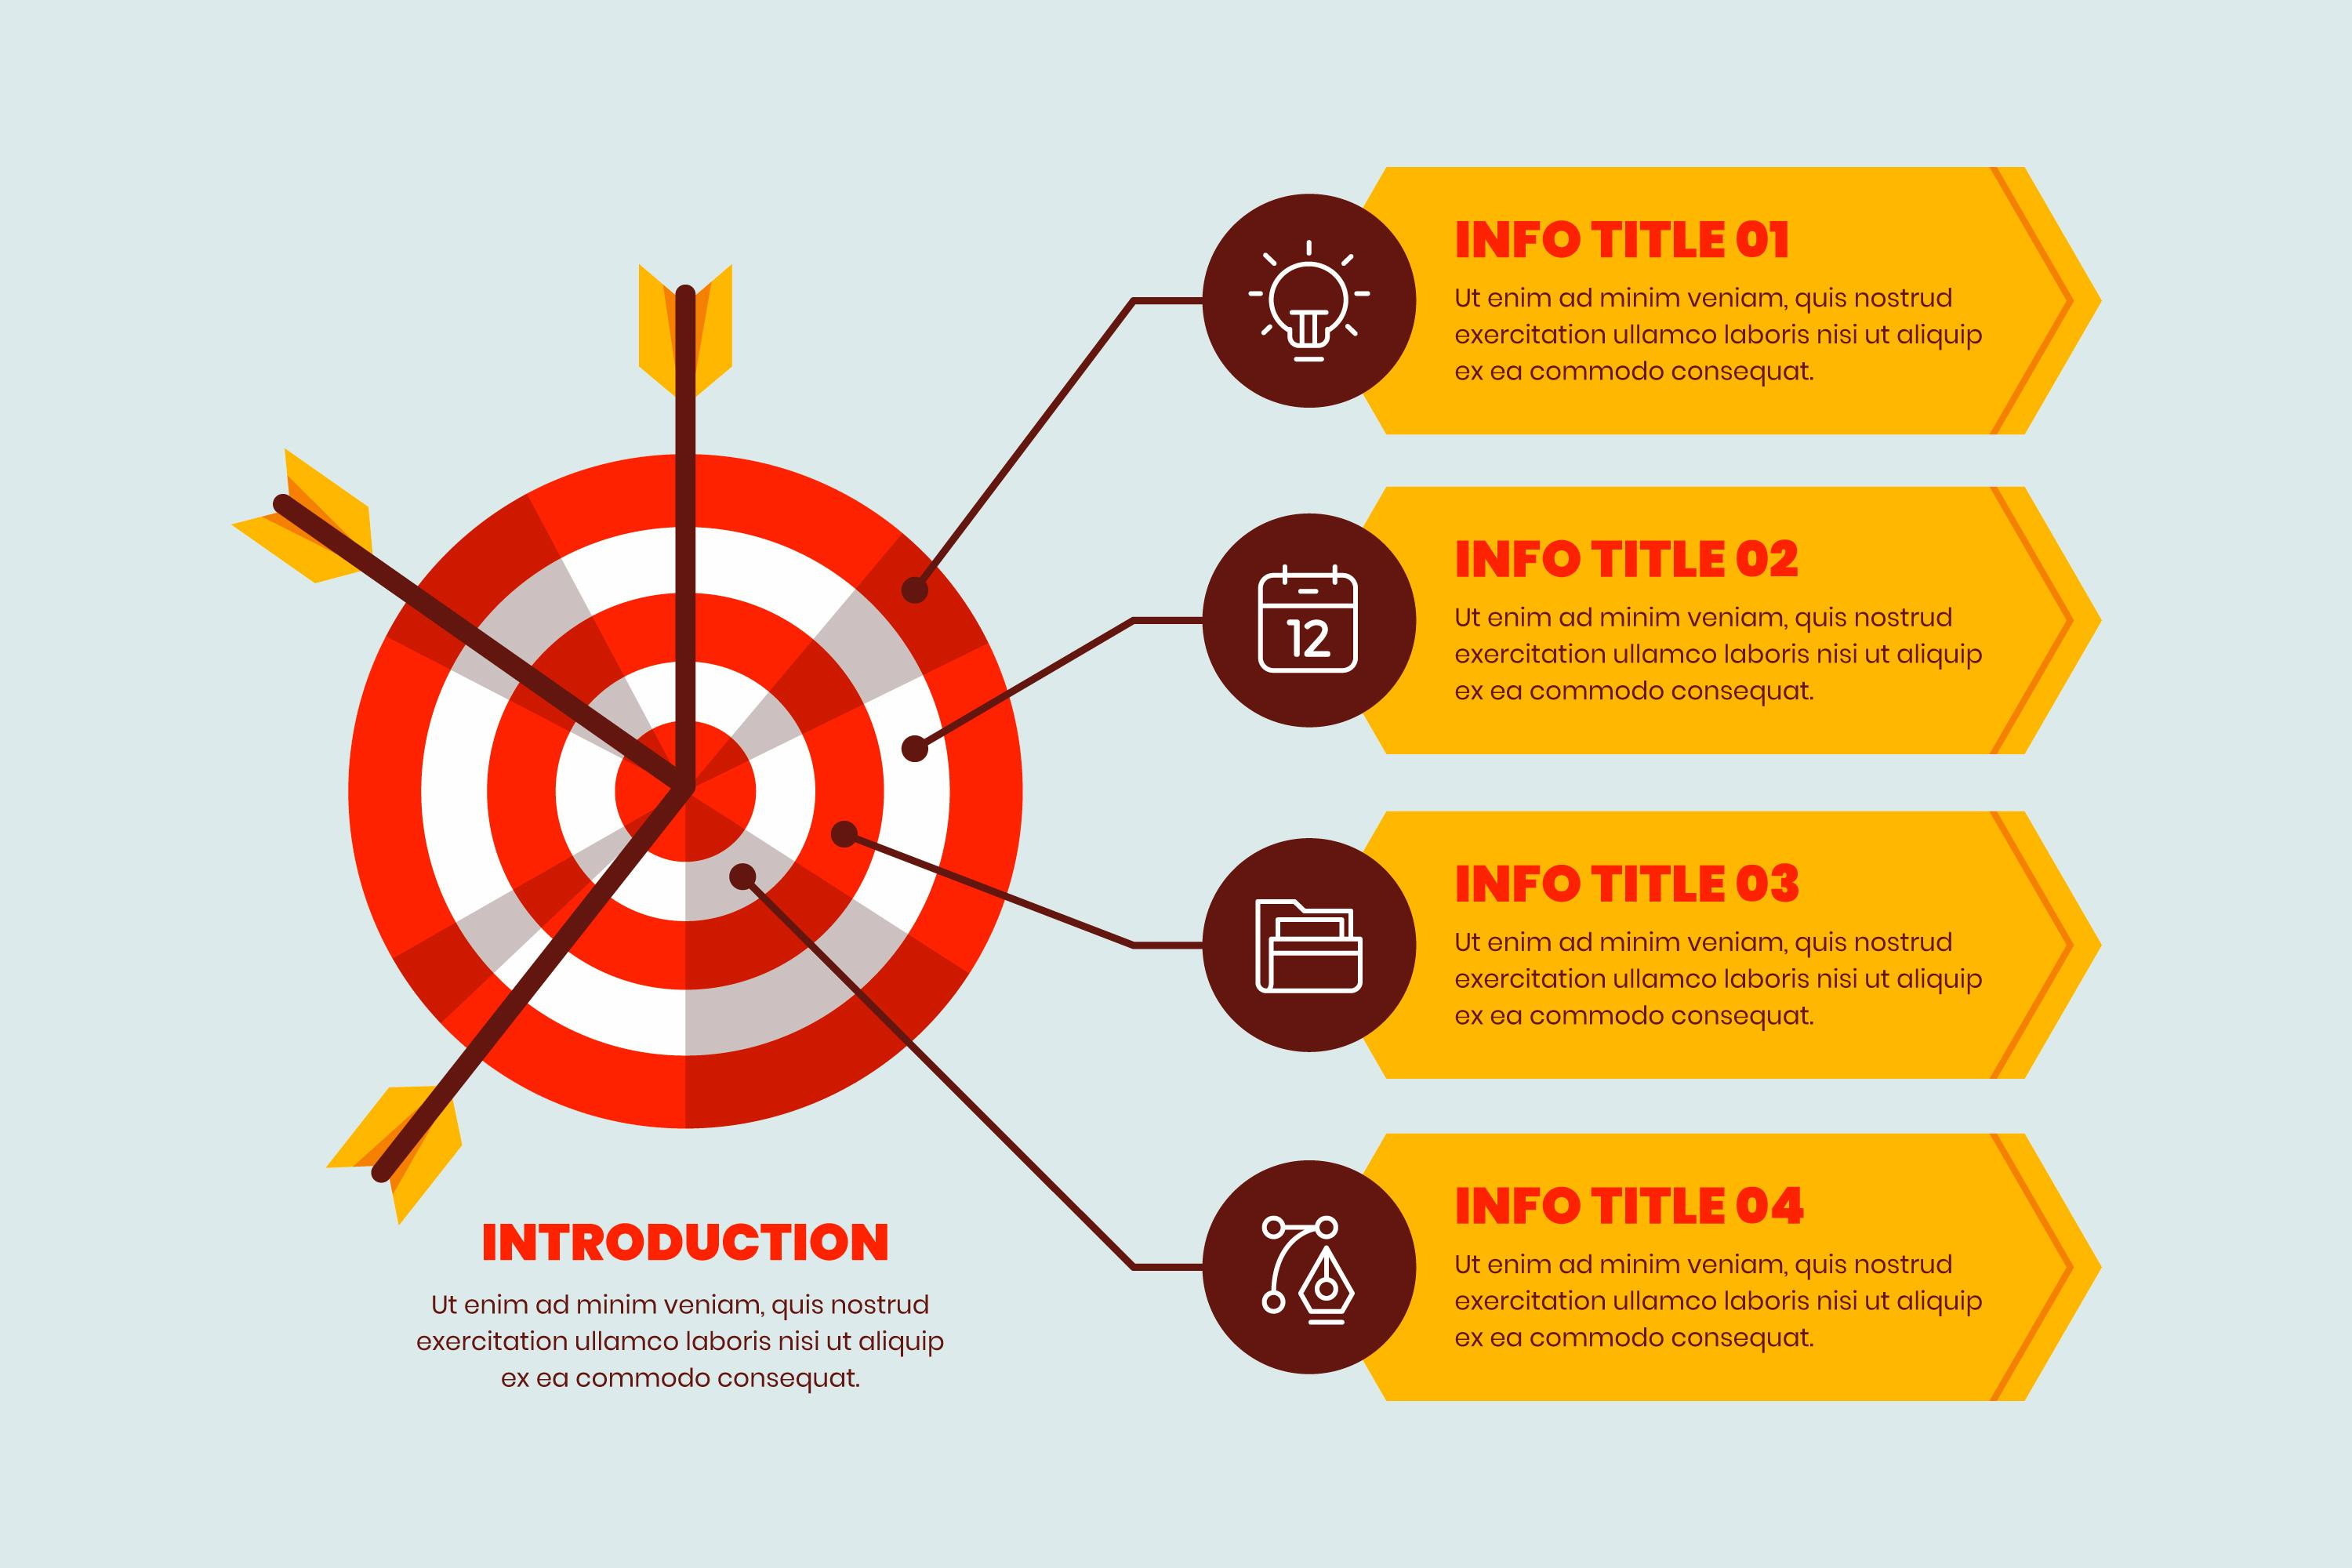 INFO TITLE 01
Ut enim ad minim veniam, quis nostrud
exercitation ullamco laboris nisi ut aliquip
ex ea commodo consequat.
INFO TITLE 02
Ut enim ad minim veniam, quis nostrud
exercitation ullamco laboris nisi ut aliquip
ex ea commodo consequat.
12
INFO TITLE 03
Ut enim ad minim veniam, quis nostrud
exercitation ullamco laboris nisi ut aliquip
ex ea commodo consequat.
INFO TITLE 04
Ut enim ad minim veniam, quis nostrud
exercitation ullamco laboris nisi ut aliquip
ex ea commodo consequat.
INTRODUCTION
Ut enim ad minim veniam, quis nostrud
exercitation ullamco laboris nisi ut aliquip
ex ea commodo consequat.